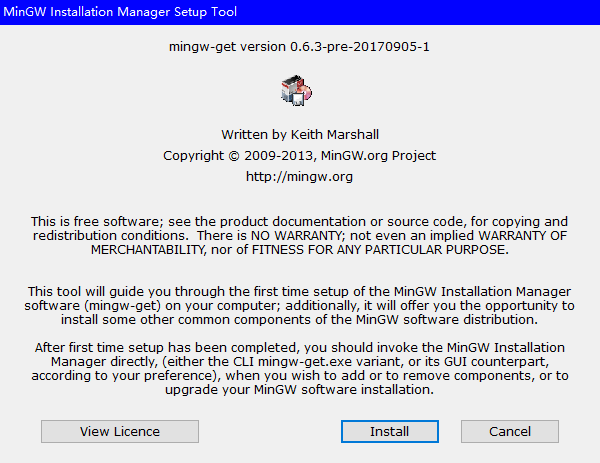 MinGW Installation Manager Setup Tool
mingw-get version 0.6.3-pre-20170905-1
Written by Keith Marshall
Copyright © 2009-2013, MinGW.org Project
http://mingw.org
This is free software; see the product documentation or source code, for copying and
redistribution conditions.  There is NO WARRANTY; not even an implied WARRANTY OF
MERCHANTABILITY, nor of FITNESS FOR ANY PARTICULAR PURPOSE.
This tool will guide you through the first time setup of the MinGW Installation Manager
software (mingw-get) on your computer; additionally, it will offer you the opportunity to
install some other common components of the MinGW software distribution.
After first time setup has been completed, you should invoke the MinGW Installation
Manager directly, (either the CLI mingw-get.exe variant, or its GUI counterpart,
according to your preference), when you wish to add or to remove components, or to
upgrade your MinGW software installation.
View Licence
Install
Cancel